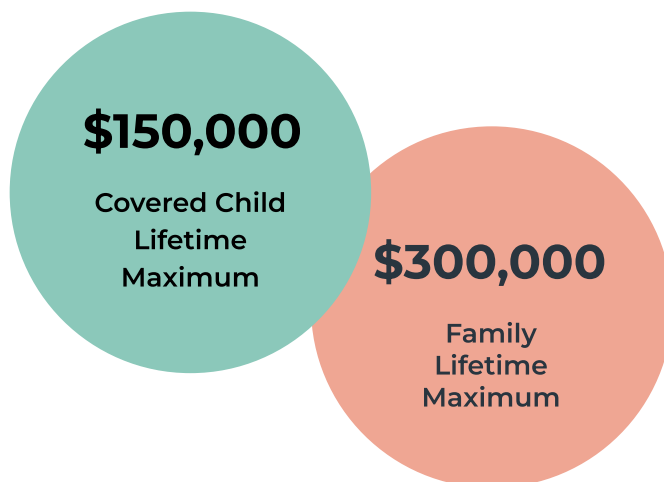 $150,000
Covered Child
Lifetime
Maximum
$300,000
Family
Lifetime
Maximum